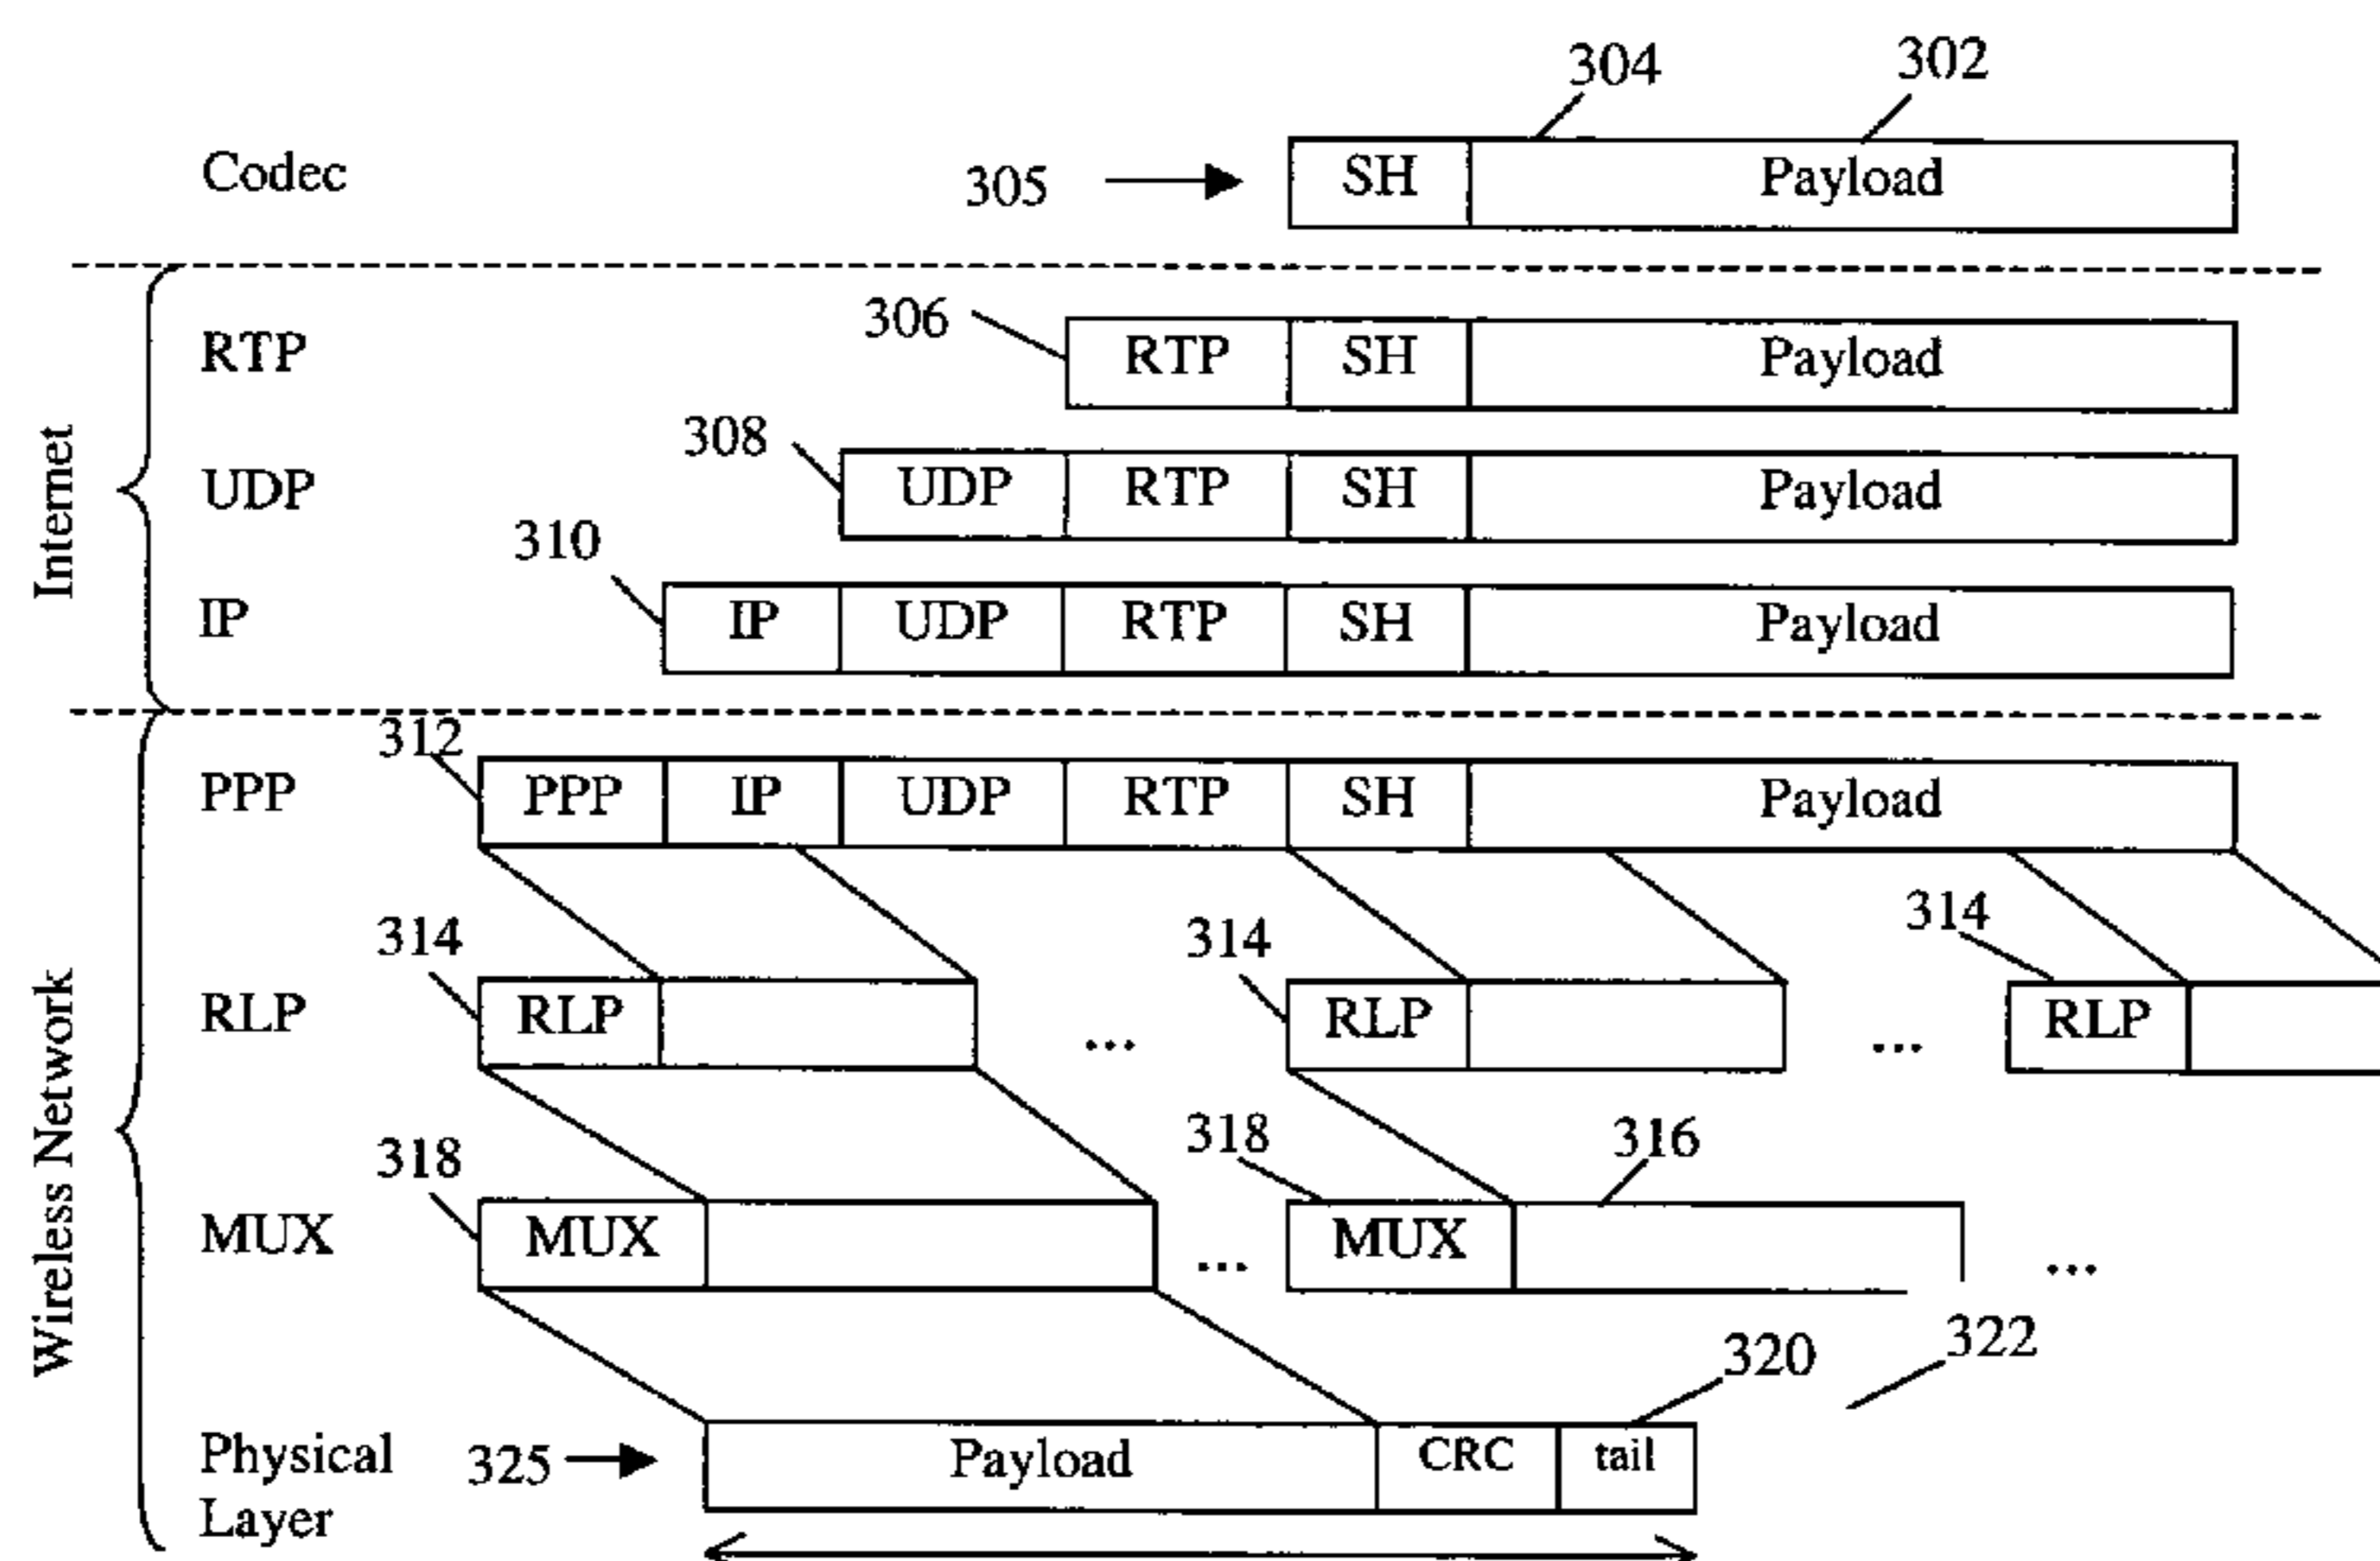 304 302
Codec 305 SH Payload
306
RTP RTP SH Payload
308
UDP UDP RTP SH Payload
310
IP IP UDP RTP SH Payload
Internet
312
PPP PPP IP UDP RTP SH Payload
314 314 314
RLP RLP ... RLP ... RLP
318 318 316
MUX MUX ... MUX ...
320 322
Physical Layer 325 Payload CRC tail
Wireless Network